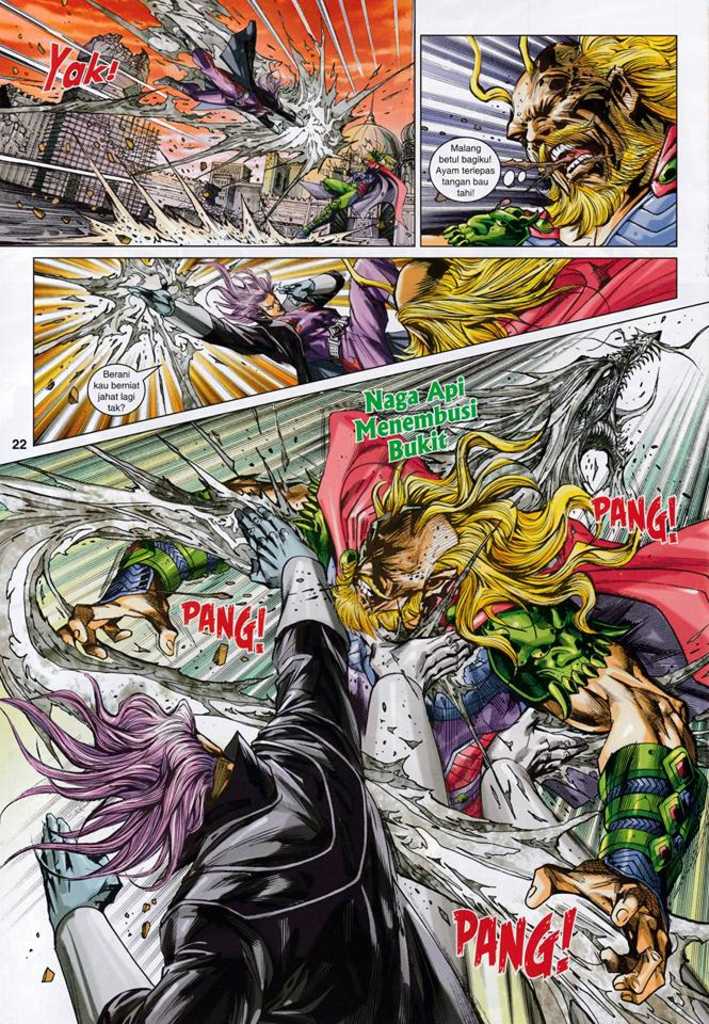 Yak!
Malang
betul bagiku!
Ayam terlepas
tangan bau
tahi!
Berani
kau berniat
jahat lagi
tak?
22
Naga Api
Menembusi
Bukit
PANG!
PANG!
PANG!